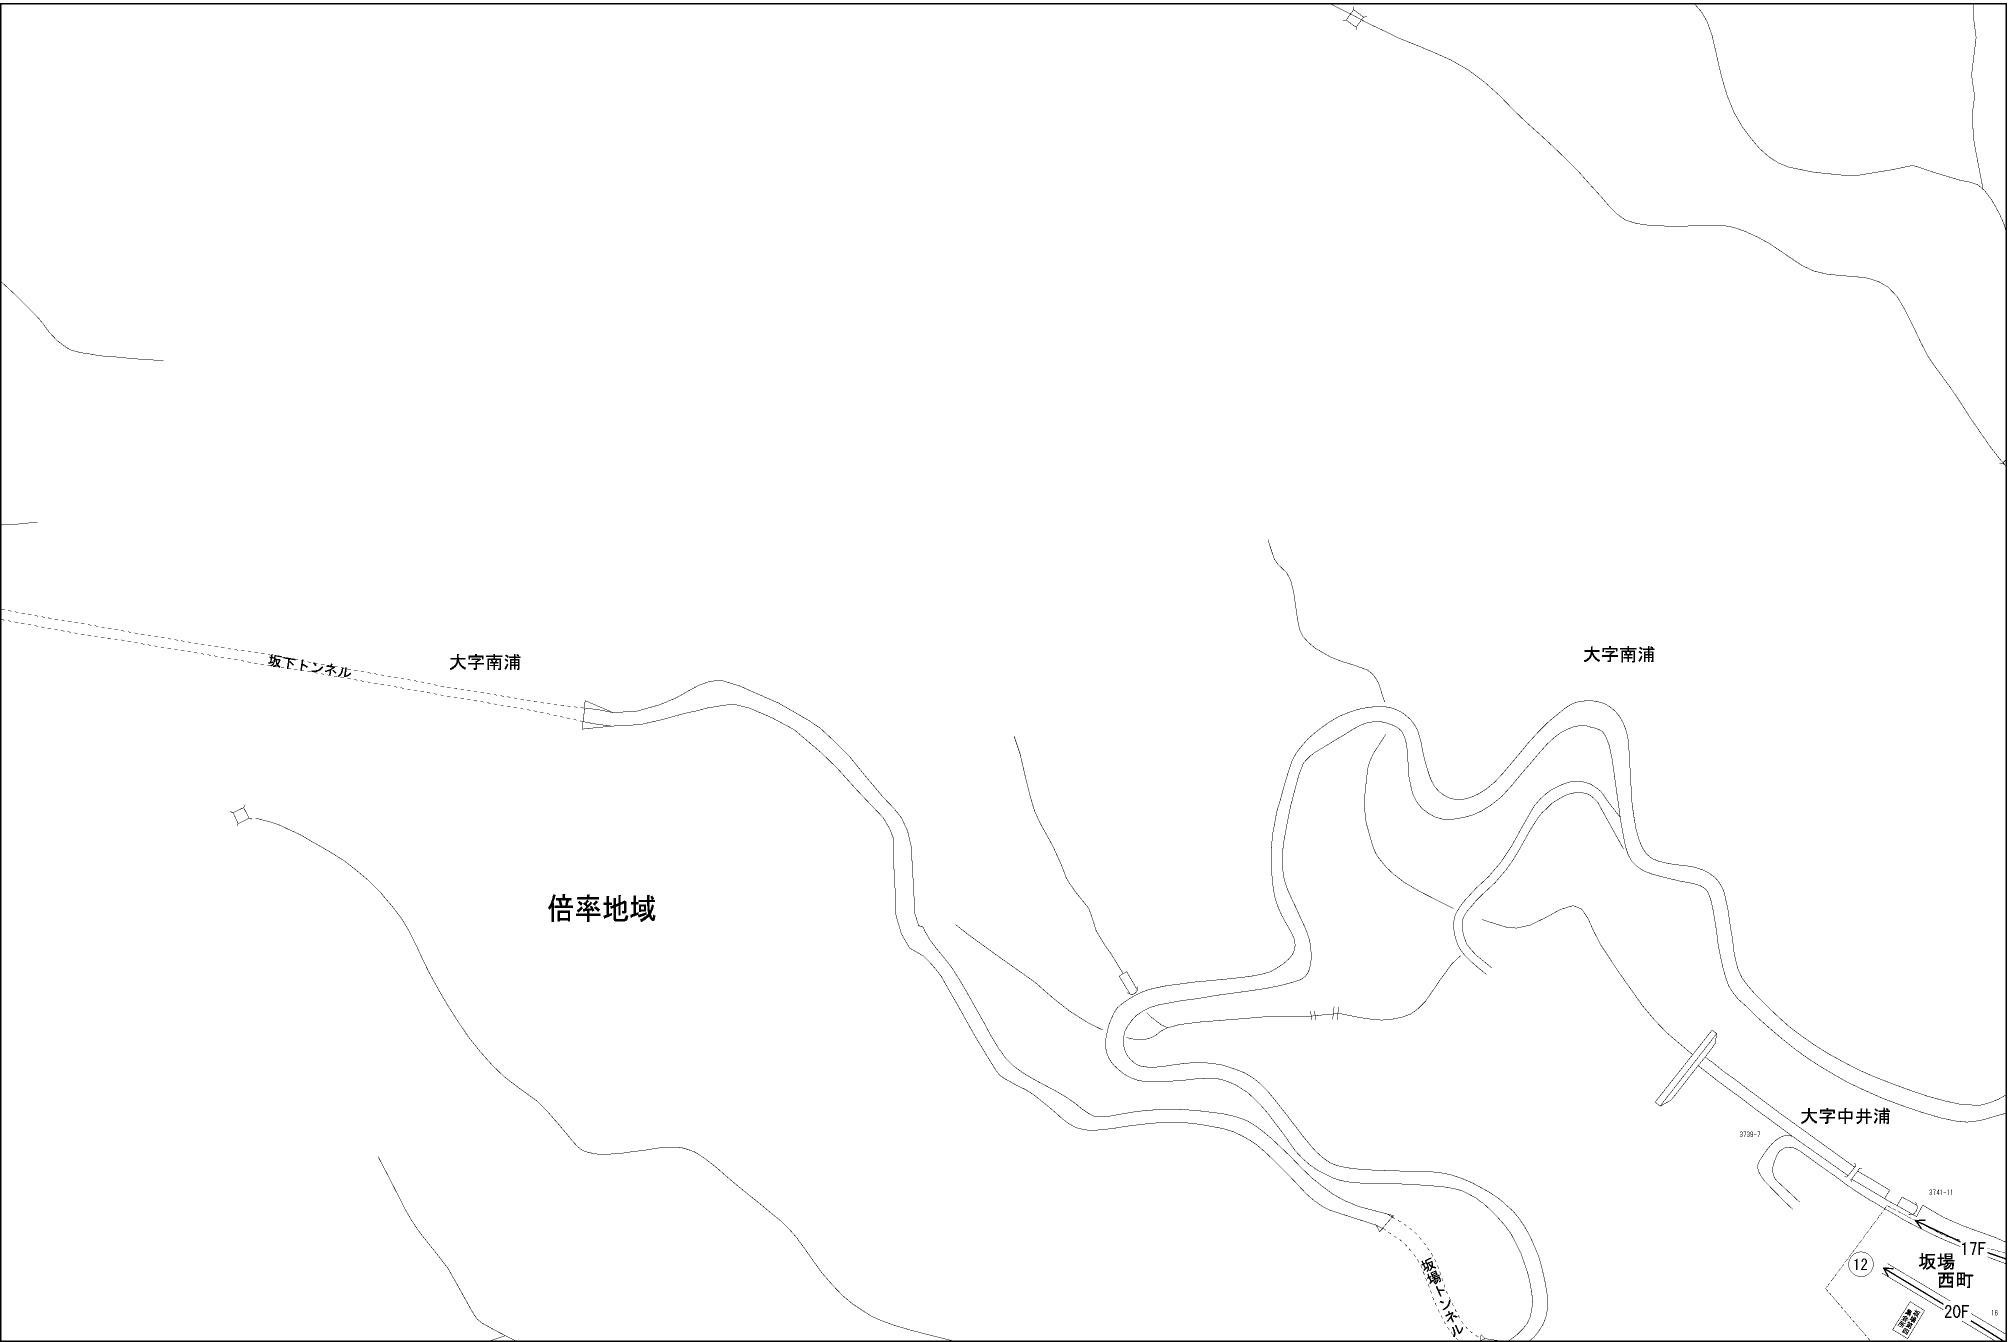 大字南浦
坂下トンネル
大字南浦
倍率地域
大字中井浦
3739-7
3741-11
17F
12
坂場
西町
20F
16
坂場トンネル